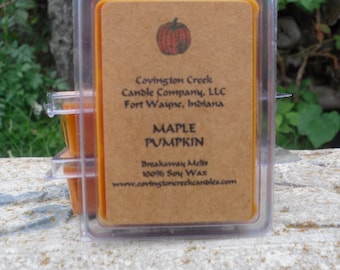 Covington Creek
Candle Company, LLC
Fort Wayne, Indiana
MAPLE
PUMPKIN
Breakaway Melts
100% Soy Wax
www.covingtoncreekcandles.com